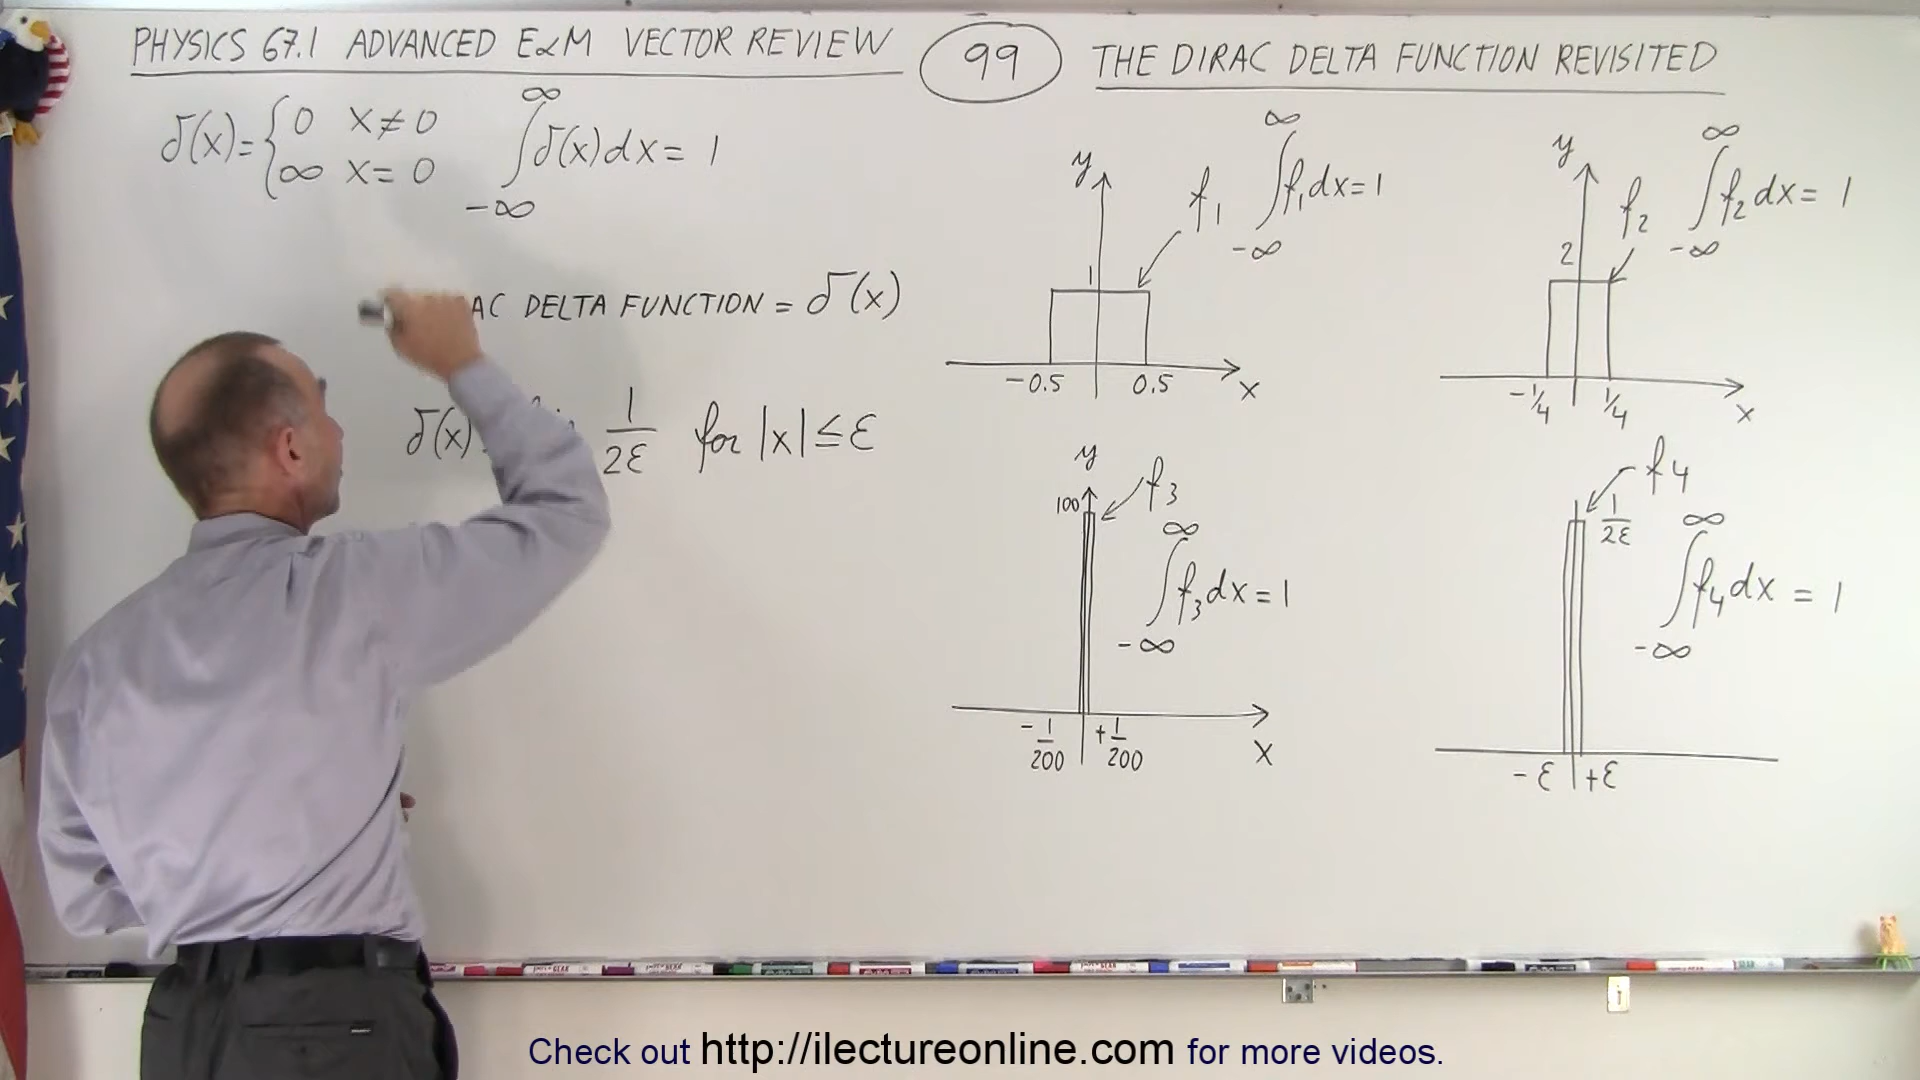 PHYSICS 67.1 ADVANCED E&M VECTOR REVIEW 99 THE DIRAC DELTA FUNCTION REVISITED
δ(x) = { 0 x≠0
∞ x=0
∫ δ(x)dx = 1
∞
-∞
AC DELTA FUNCTION = δ(x)
δ(x)
1/2ε for |x| ≤ ε
y
f1
∞
∫ f1 dx = 1
-∞
1
-0.5 0.5 x
y
f2
∞
∫ f2 dx = 1
-∞
2
-1/4 1/4 x
y
100
f3
∞
∫ f3 dx = 1
-∞
-1/200 +1/200 x
f4
1/2ε
∞
∫ f4 dx = 1
-∞
-ε +ε
Check out http://ilectureonline.com for more videos.